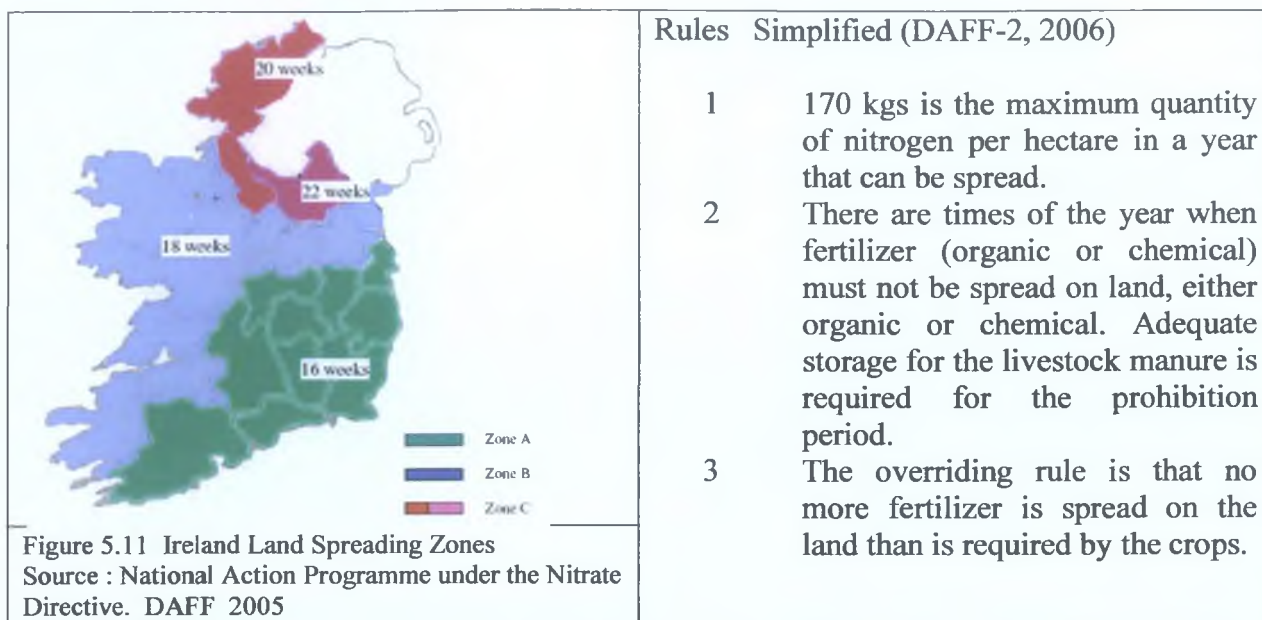 20 weeks
22 weeks
18 weeks
16 weeks
Zone A
Zone B
Zone C
Figure 5.11 Ireland Land Spreading Zones
Source : National Action Programme under the Nitrate
Directive. DAFF 2005
Rules Simplified (DAFF-2, 2006)
1 170 kgs is the maximum quantity
of nitrogen per hectare in a year
that can be spread.
2 There are times of the year when
fertilizer (organic or chemical)
must not be spread on land, either
organic or chemical. Adequate
storage for the livestock manure is
required for the prohibition
period.
3 The overriding rule is that no
more fertilizer is spread on the
land than is required by the crops.